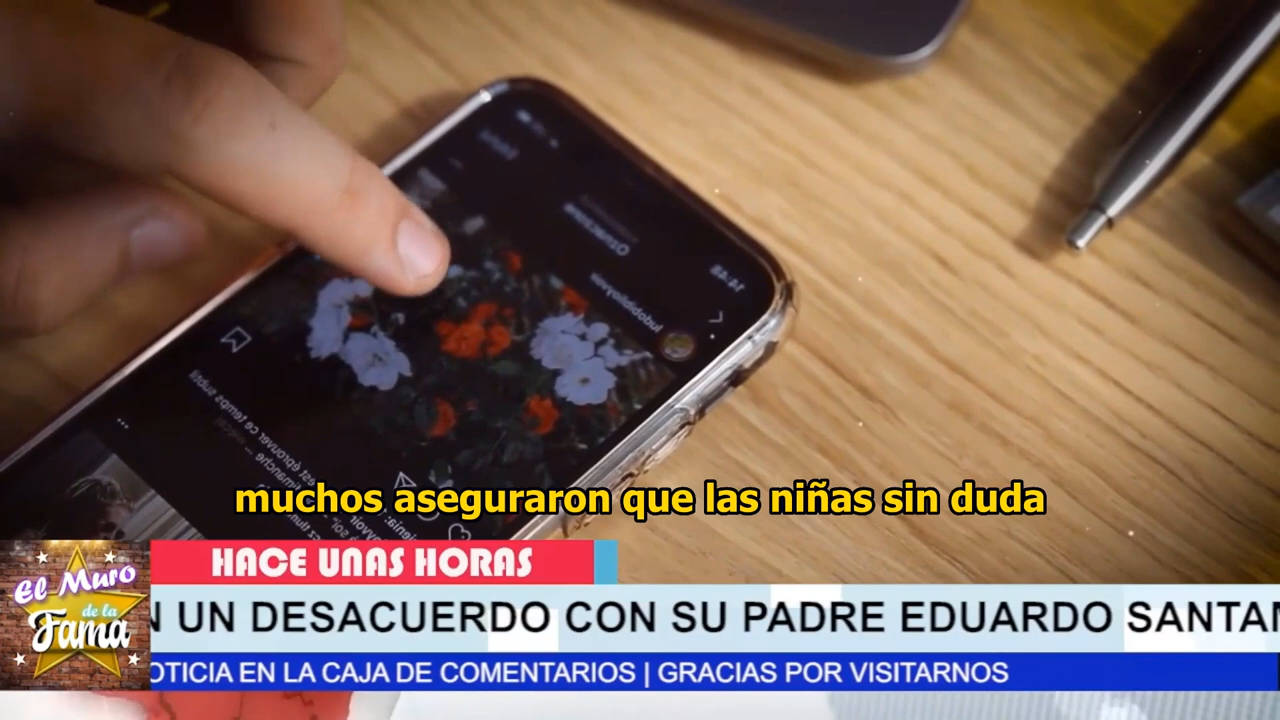 muchos aseguraron que las niñas sin duda
HACE UNAS HORAS
El Muro
de la
Fama
N UN DESACUERDO CON SU PADRE EDUARDO SANTAN
OTICIA EN LA CAJA DE COMENTARIOS | GRACIAS POR VISITARNOS